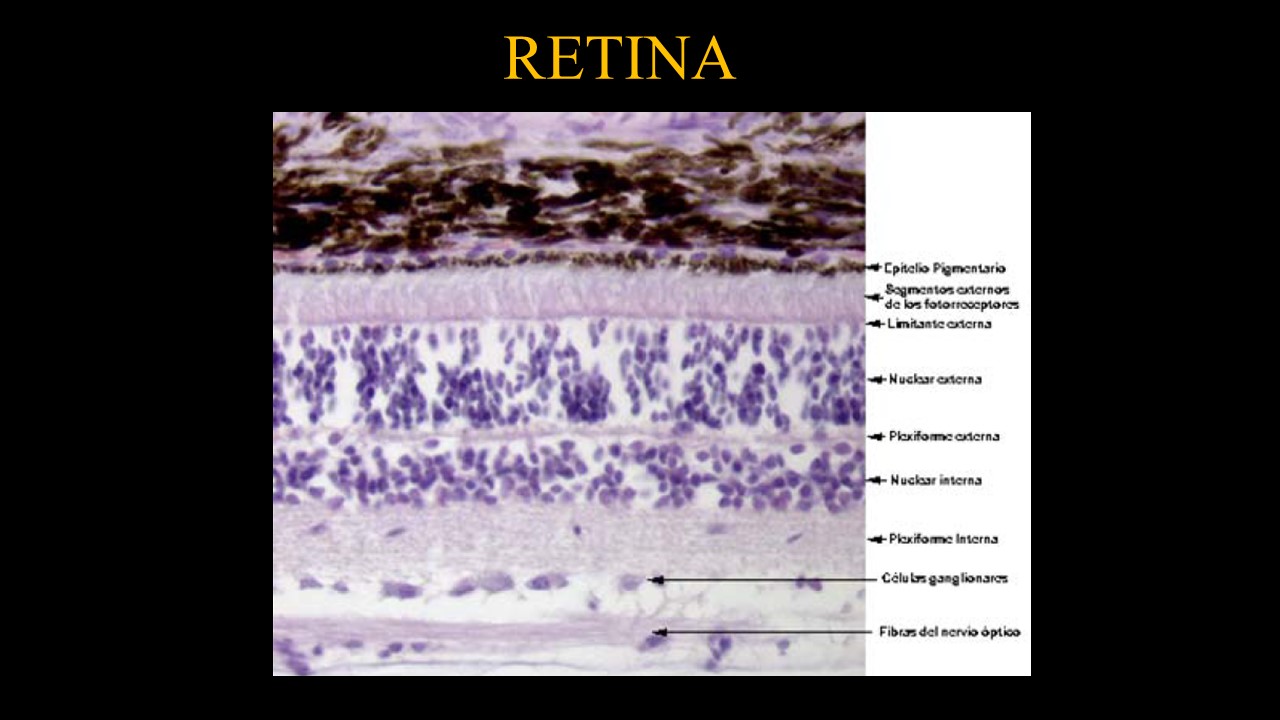 RETINA
Epitelio Pigmentario
Segmentos externos
de los fotorreceptores
Limitante externa
Nuclear externa
Plexiforme externa
Nuclear interna
Plexiforme Interna
Células ganglionares
Fibras del nervio óptico